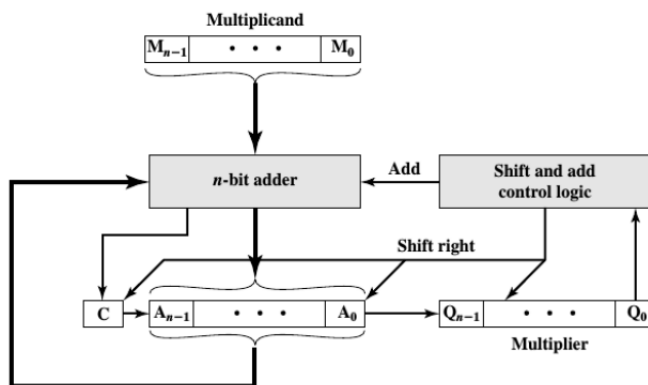 Multiplicand
Mₙ₋₁ • • • M₀
n-bit adder
Add
Shift and add
control logic
Shift right
C
Aₙ₋₁ • • • A₀
Qₙ₋₁ • • • Q₀
Multiplier